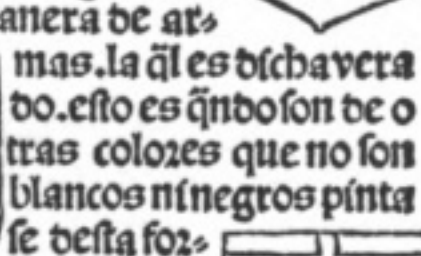 anera de ar⸗
mas.la q̃l es dſchavera
do.eſto es q̃ndo ſon de o
tras coloꝛes que no ſon
blancos ni negros pinta
ſe deſta foꝛ⸗